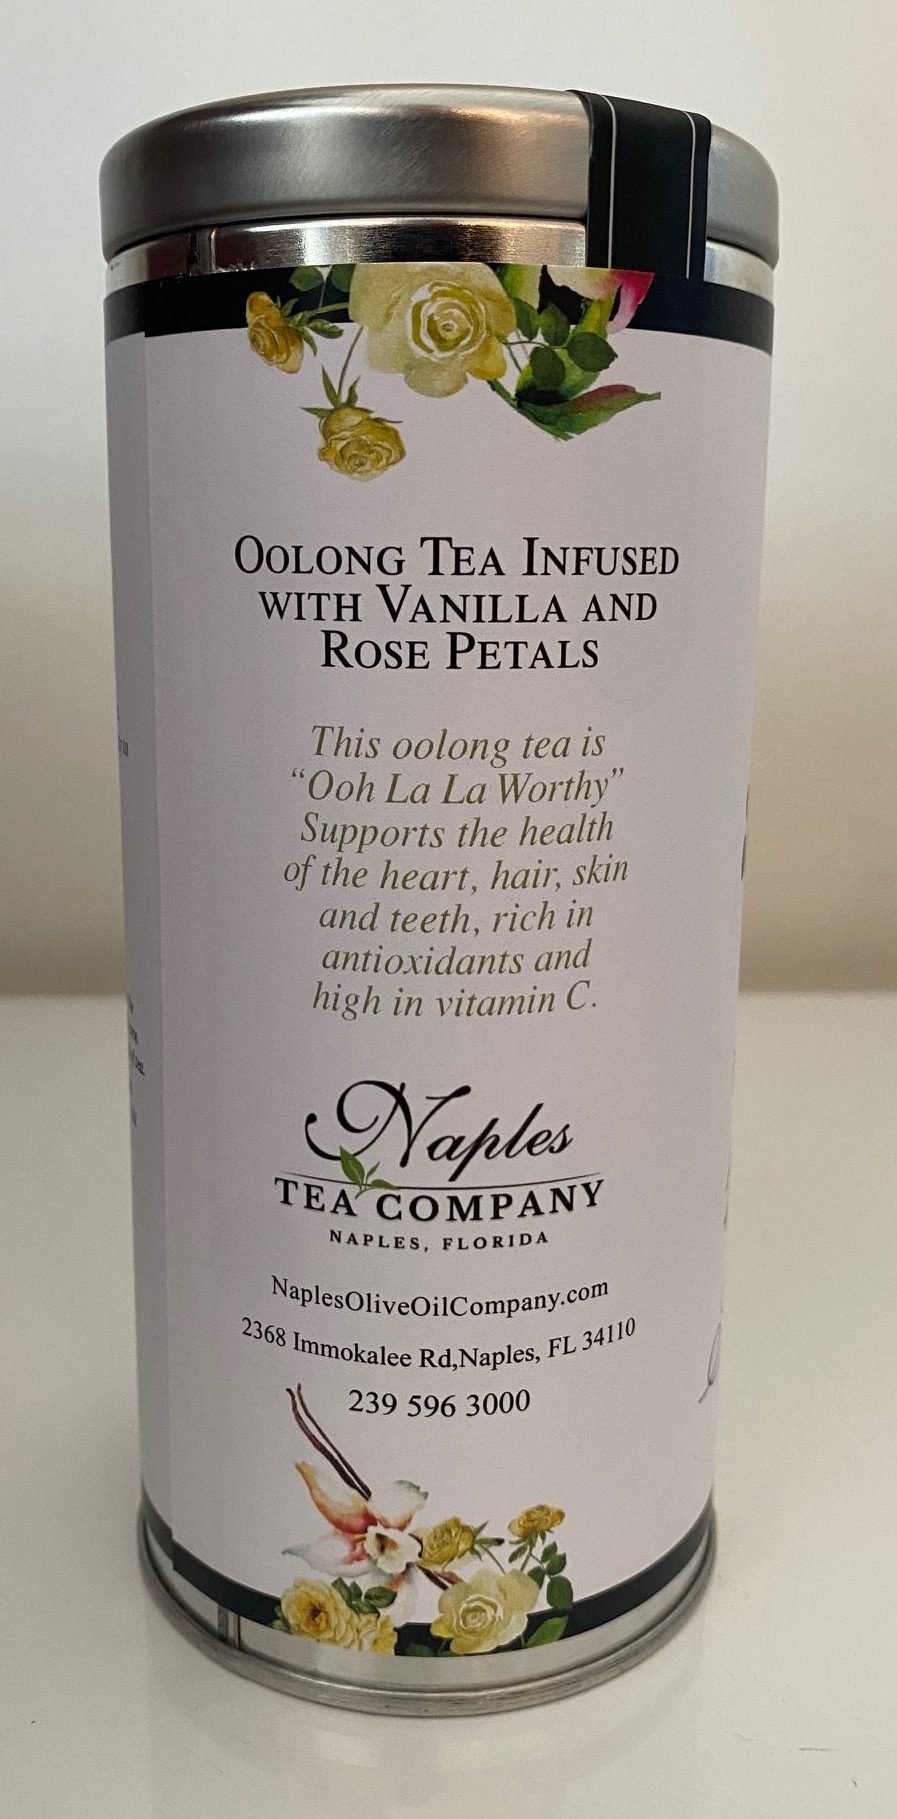 OOLONG TEA INFUSED
WITH VANILLA AND
ROSE PETALS
This oolong tea is
“Ooh La La Worthy”
Supports the health
of the heart, hair, skin
and teeth, rich in
antioxidants and
high in vitamin C.
Naples
TEA COMPANY
NAPLES, FLORIDA
NaplesOliveOilCompany.com
2368 Immokalee Rd,Naples, FL 34110
239 596 3000